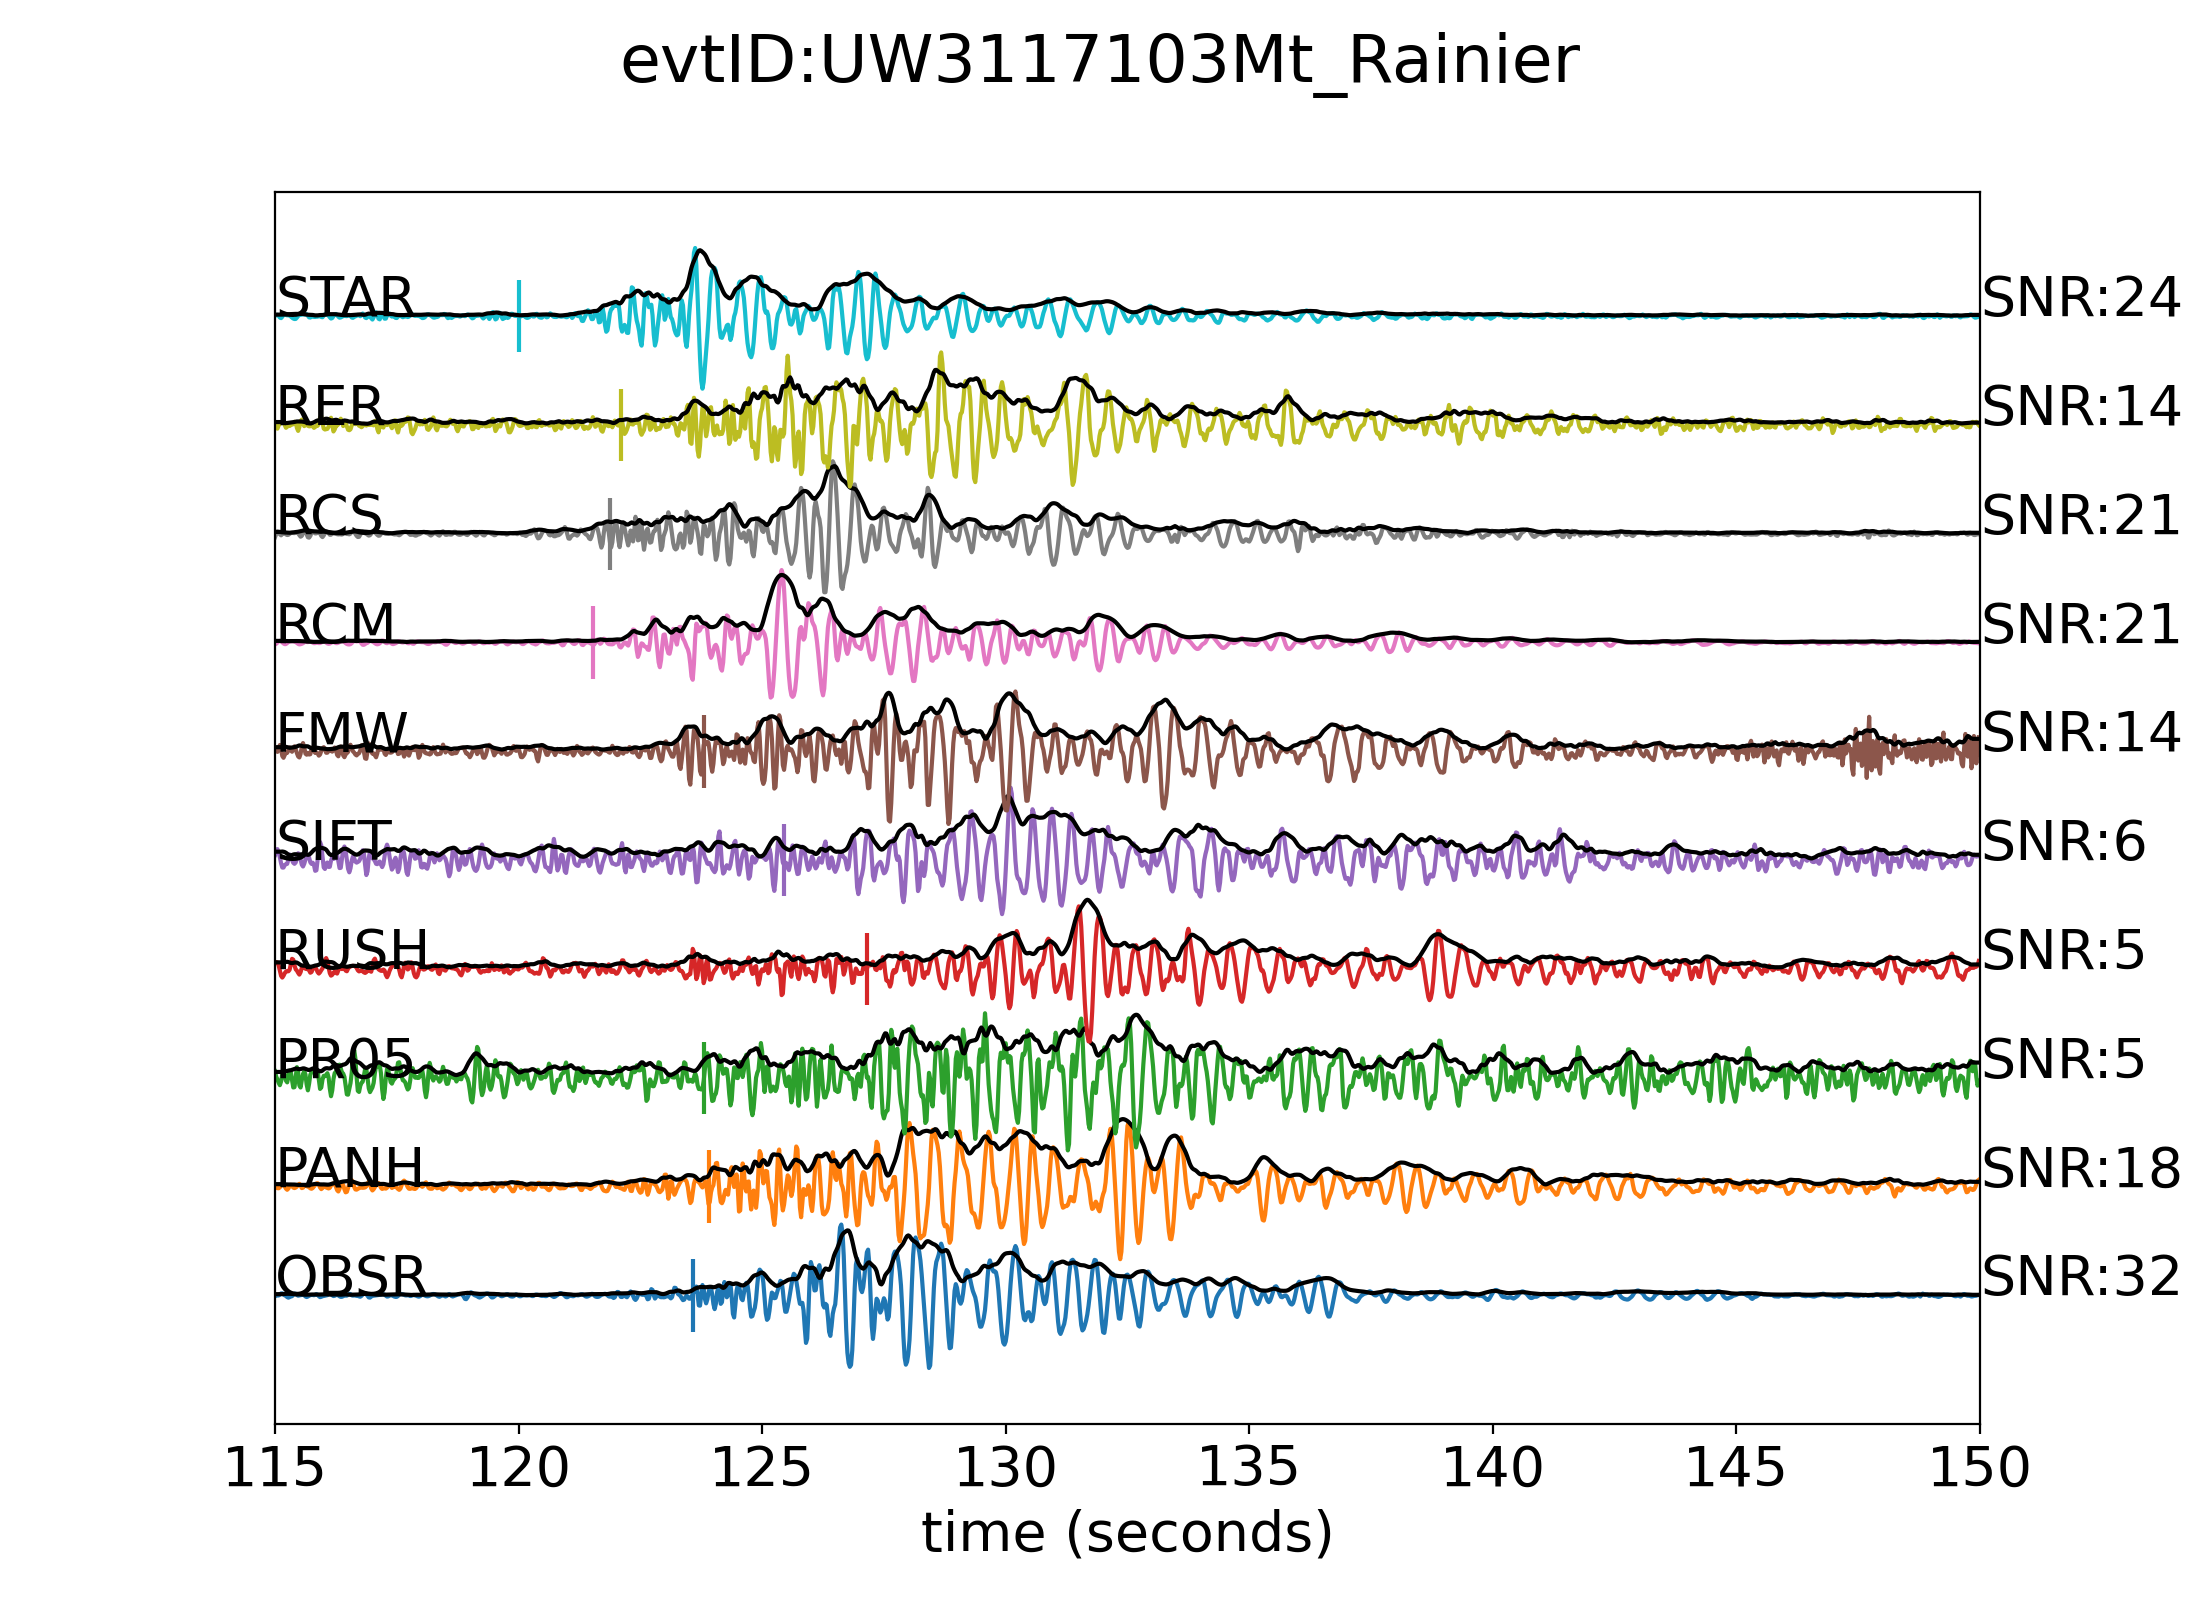 evtID:UW3117103Mt_Rainier
STAR SNR:24
RER SNR:14
RCS SNR:21
RCM SNR:21
FMW SNR:14
SIFT SNR:6
RUSH SNR:5
PR05 SNR:5
PANH SNR:18
OBSR SNR:32
115 120 125 130 135 140 145 150
time (seconds)